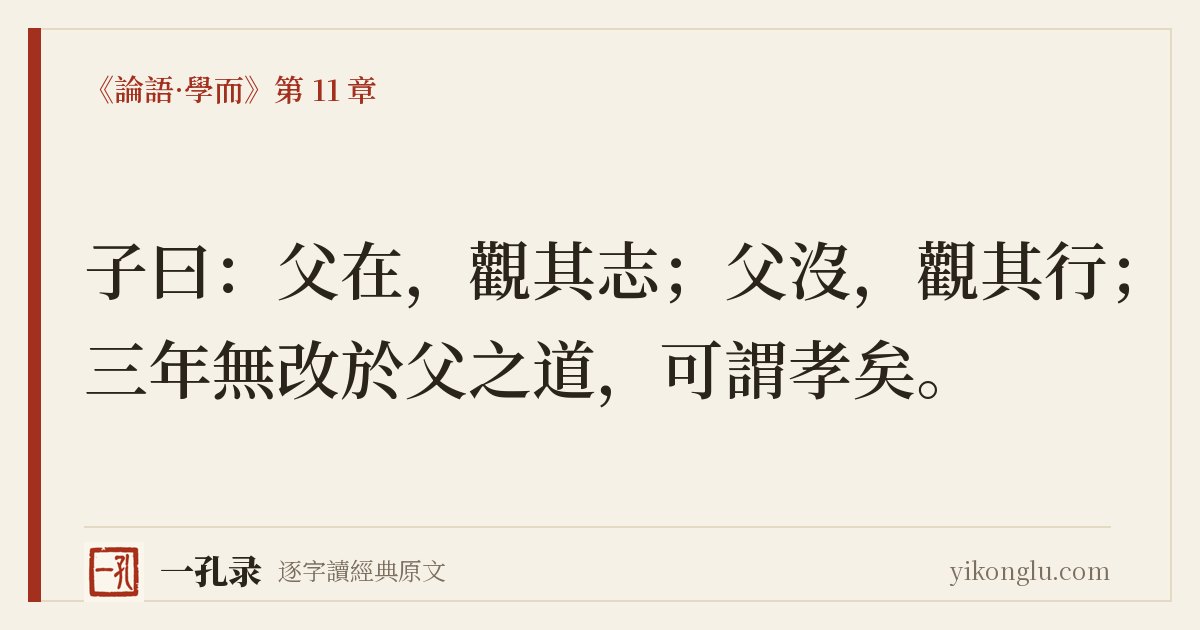 《論語·學而》第 11 章
子曰：父在，觀其志；父沒，觀其行；
三年無改於父之道，可謂孝矣。
一孔
一孔录 逐字讀經典原文
yikonglu.com